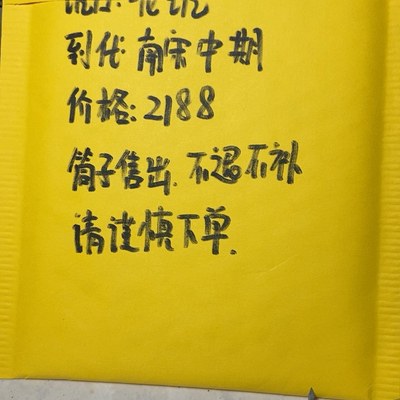 到代 南宋中期
价格:2188
筒子售出. 不退不补
请谨慎下单.